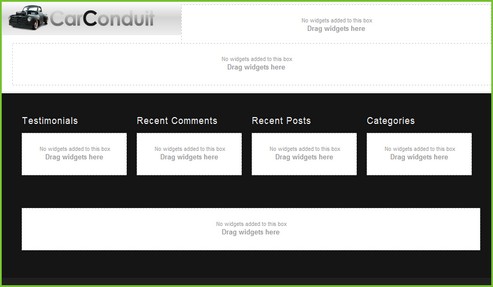 CarConduit
No widgets added to this box
Drag widgets here
No widgets added to this box
Drag widgets here
Testimonials
Recent Comments
Recent Posts
Categories
No widgets added to this box
Drag widgets here
No widgets added to this box
Drag widgets here
No widgets added to this box
Drag widgets here
No widgets added to this box
Drag widgets here
No widgets added to this box
Drag widgets here